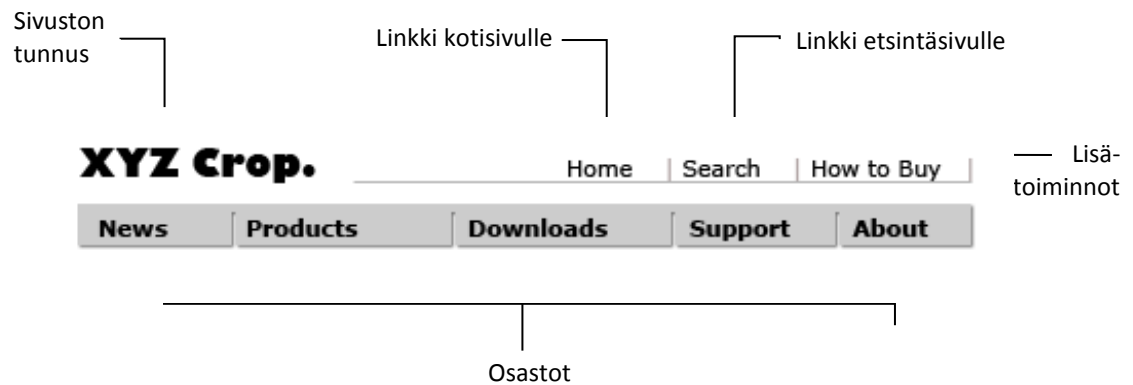 Sivuston
tunnus
Linkki kotisivulle
Linkki etsintäsivulle
XYZ Crop.
Home
Search
How to Buy
Lisä-
toiminnot
News
Products
Downloads
Support
About
Osastot